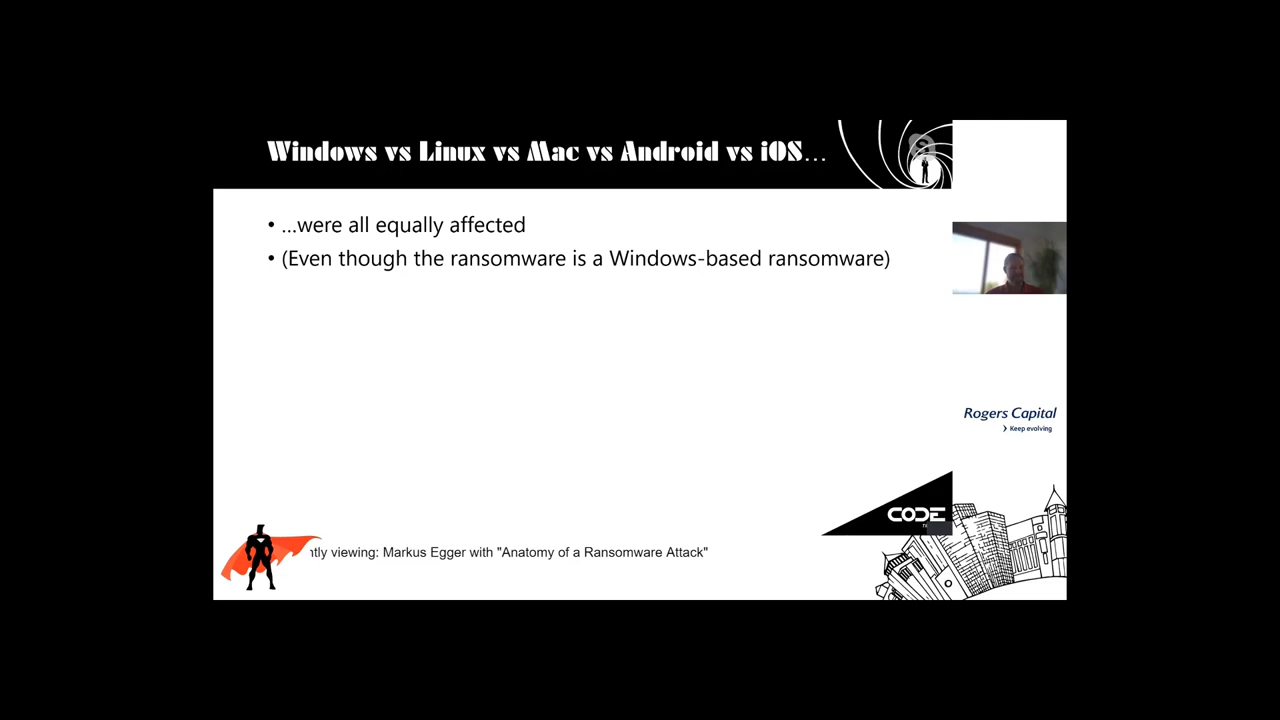 Windows vs Linux vs Mac vs Android vs iOS…
• …were all equally affected
• (Even though the ransomware is a Windows-based ransomware)
Rogers Capital
Keep evolving
CODE
ntly viewing: Markus Egger with "Anatomy of a Ransomware Attack"